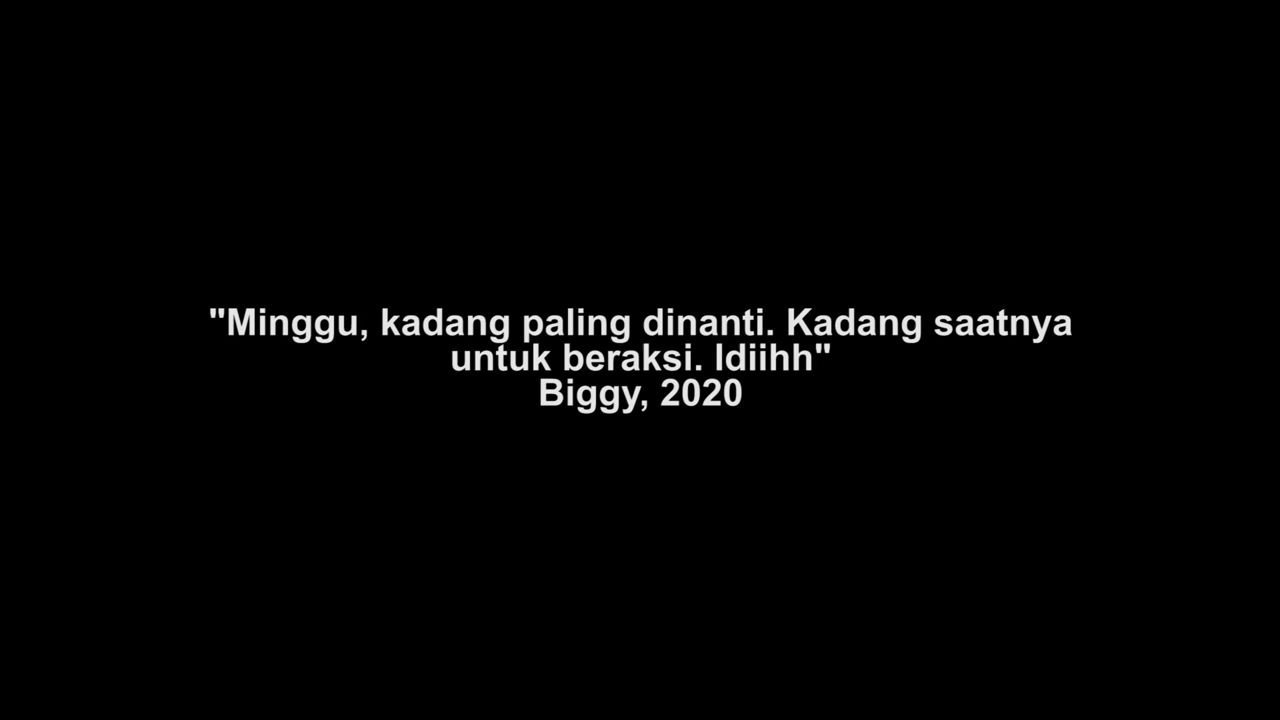 "Minggu, kadang paling dinanti. Kadang saatnya
untuk beraksi. Idiihh"
Biggy, 2020